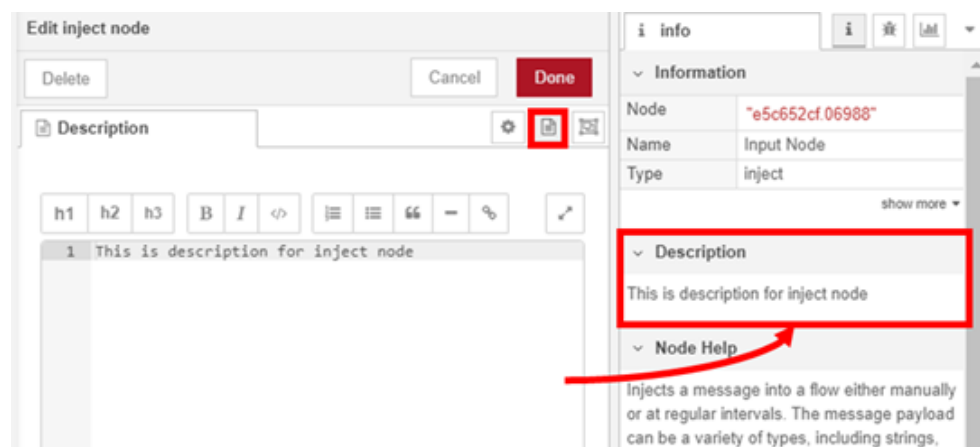 Edit inject node
Delete
Cancel
Done
Description
h1 h2 h3 B I </>
1 This is description for inject node
i info
i
Information
Node "e5c652cf.06988"
Name Input Node
Type inject
show more
Description
This is description for inject node
Node Help
Injects a message into a flow either manually
or at regular intervals. The message payload
can be a variety of types, including strings,